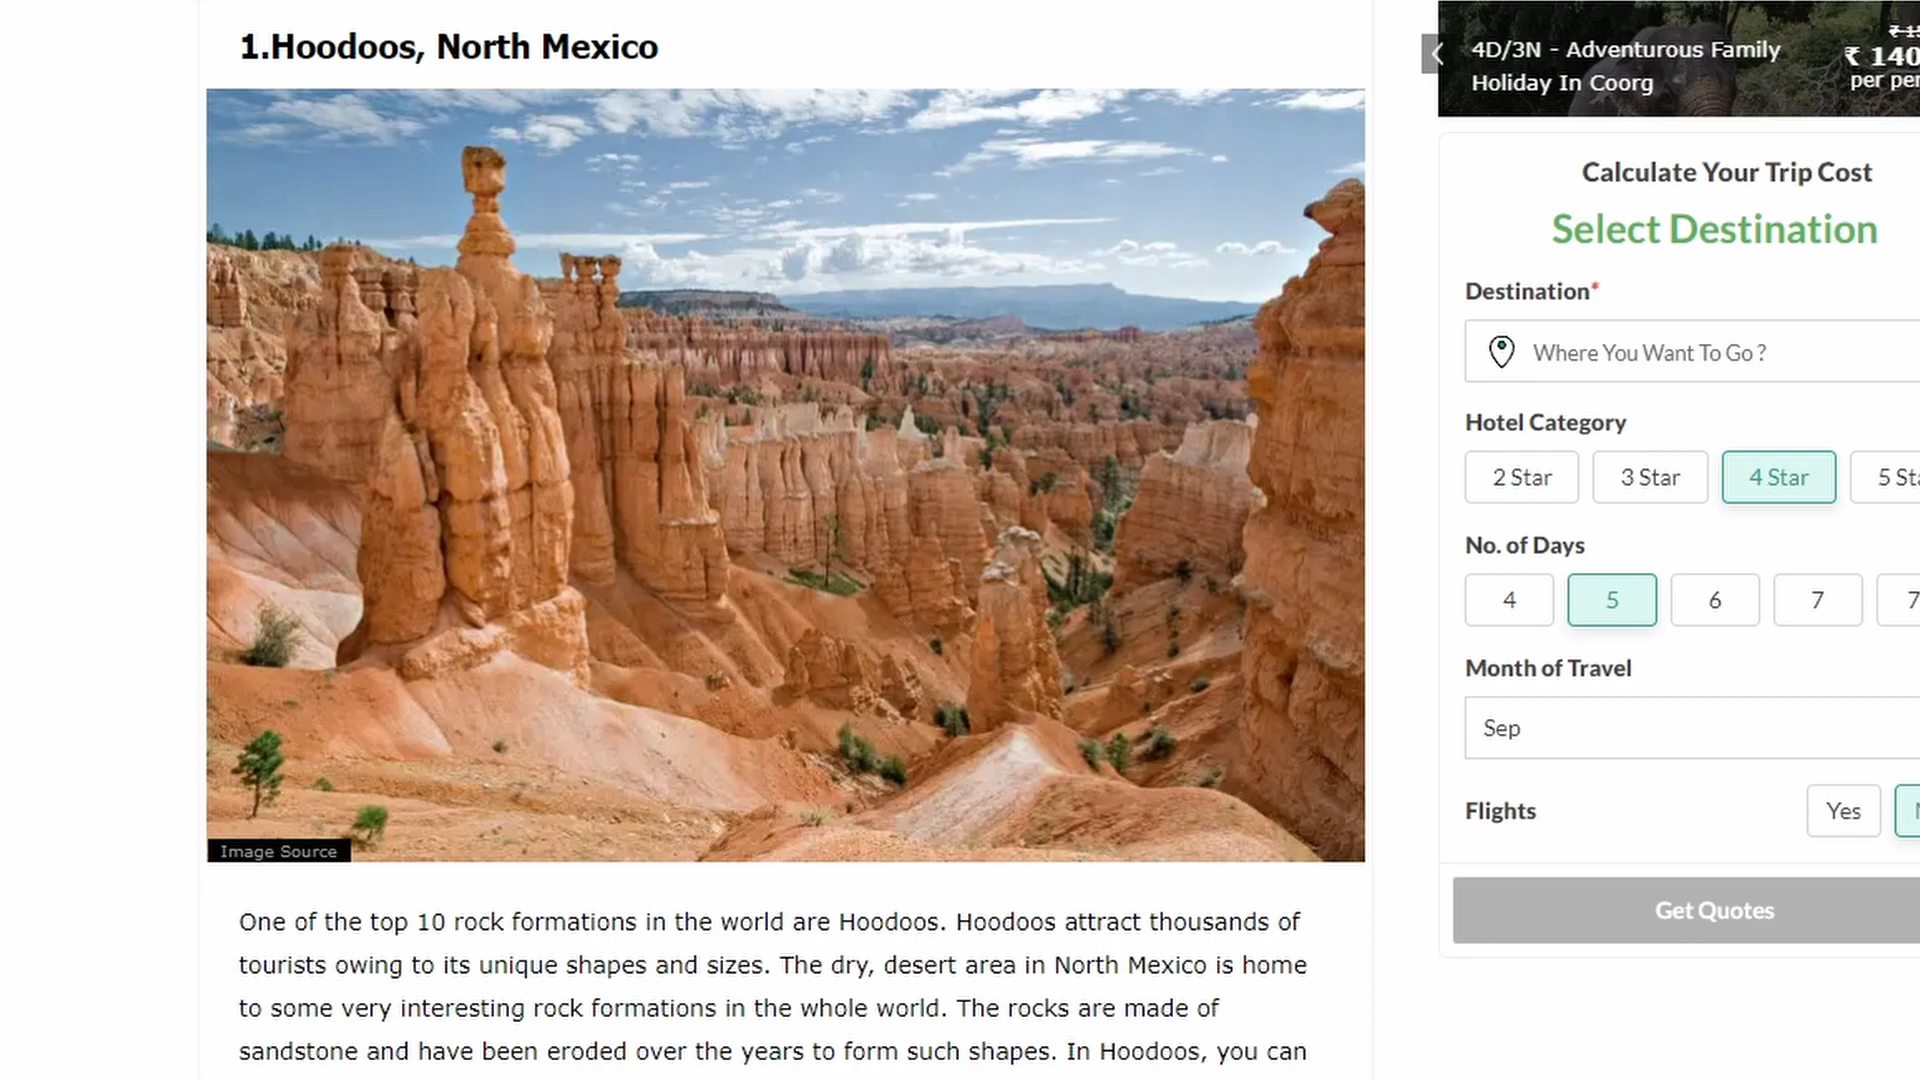 1.Hoodoos, North Mexico
Image Source
One of the top 10 rock formations in the world are Hoodoos. Hoodoos attract thousands of
tourists owing to its unique shapes and sizes. The dry, desert area in North Mexico is home
to some very interesting rock formations in the whole world. The rocks are made of
sandstone and have been eroded over the years to form such shapes. In Hoodoos, you can
4D/3N - Adventurous Family
Holiday In Coorg
₹ 140
per per
Calculate Your Trip Cost
Select Destination
Destination*
Where You Want To Go ?
Hotel Category
2 Star 3 Star 4 Star 5 Sta
No. of Days
4 5 6 7 7
Month of Travel
Sep
Flights Yes
Get Quotes